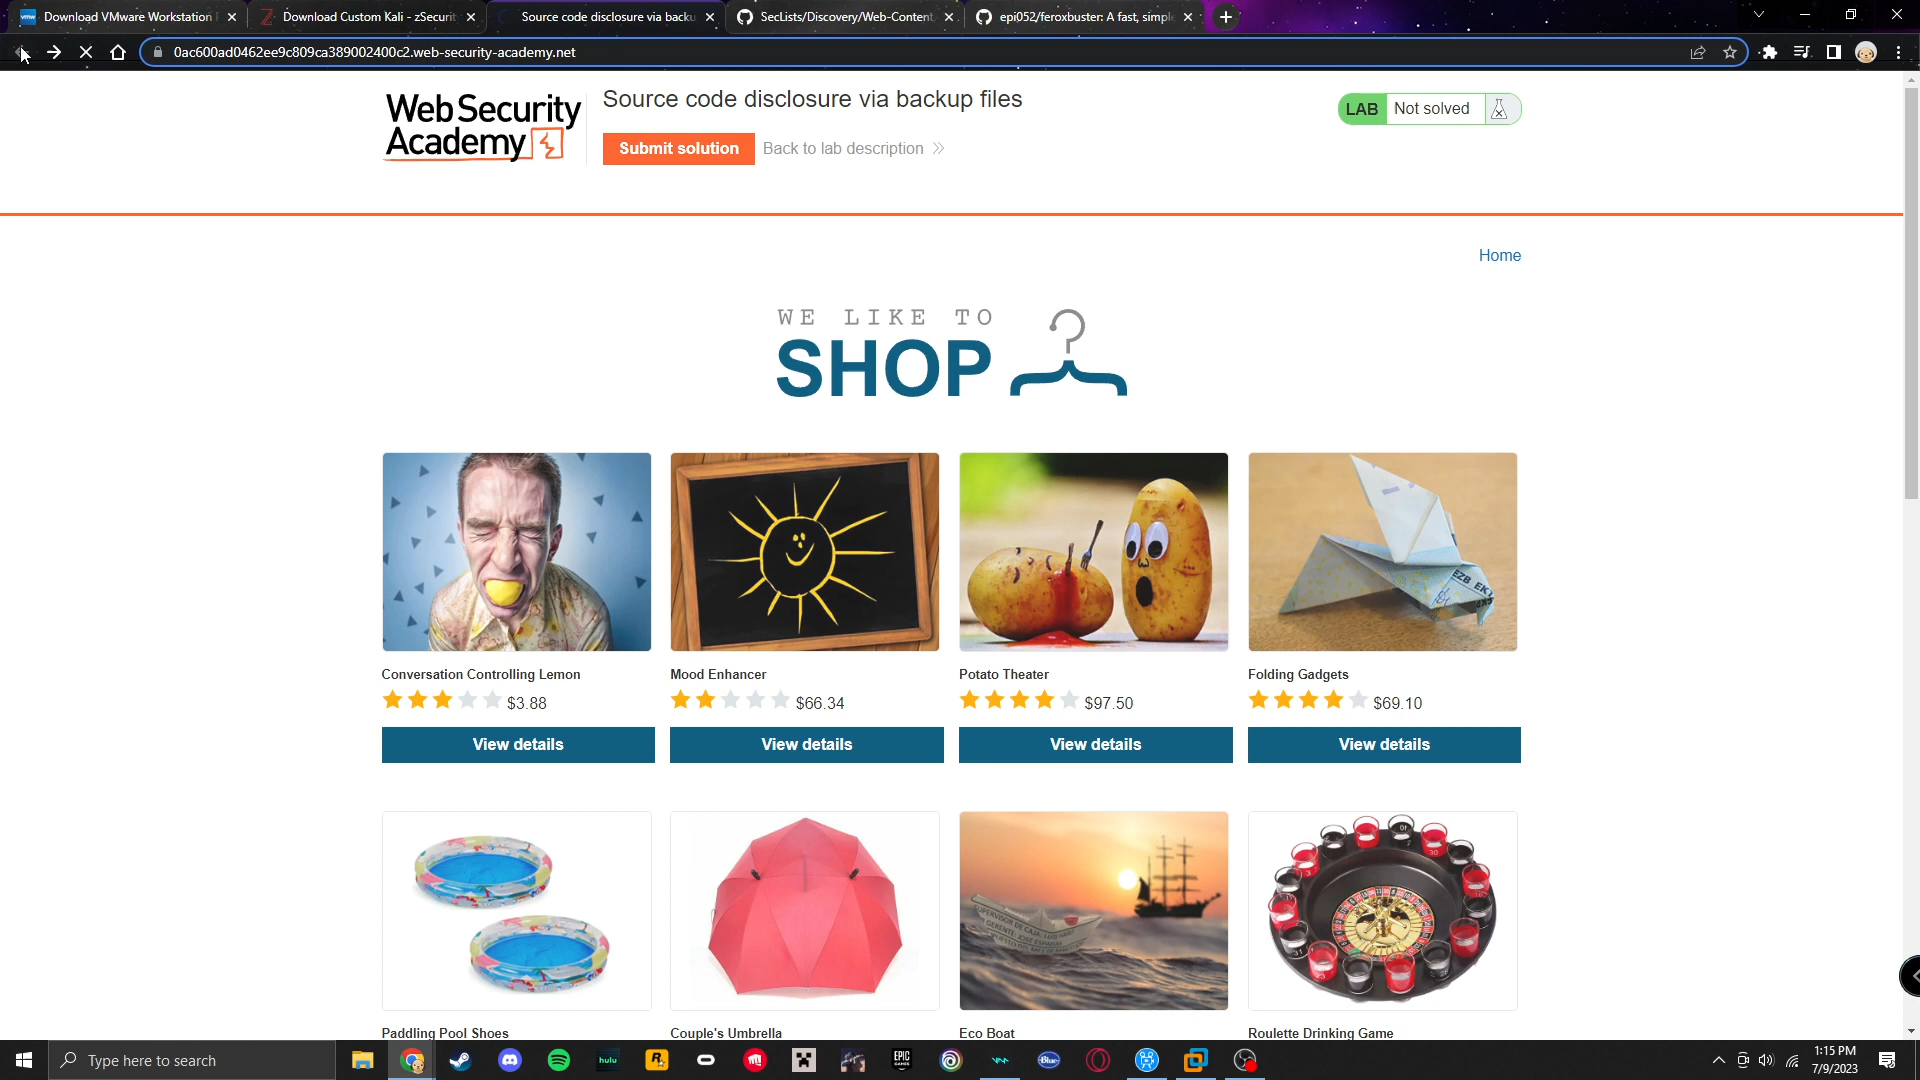 Download VMware Workstation
Download Custom Kali - zSecurit
Source code disclosure via backu
SecLists/Discovery/Web-Content
epi052/feroxbuster: A fast, simple
0ac600ad0462ee9c809ca389002400c2.web-security-academy.net
Web Security
Academy
Source code disclosure via backup files
Submit solution
Back to lab description
LAB
Not solved
Home
WE LIKE TO
SHOP
Conversation Controlling Lemon
Mood Enhancer
Potato Theater
Folding Gadgets
$3.88
$66.34
$97.50
$69.10
View details
View details
View details
View details
Paddling Pool Shoes
Couple's Umbrella
Eco Boat
Roulette Drinking Game
Type here to search
hulu
EPIC
GAMES
Blue
1:15 PM
7/9/2023